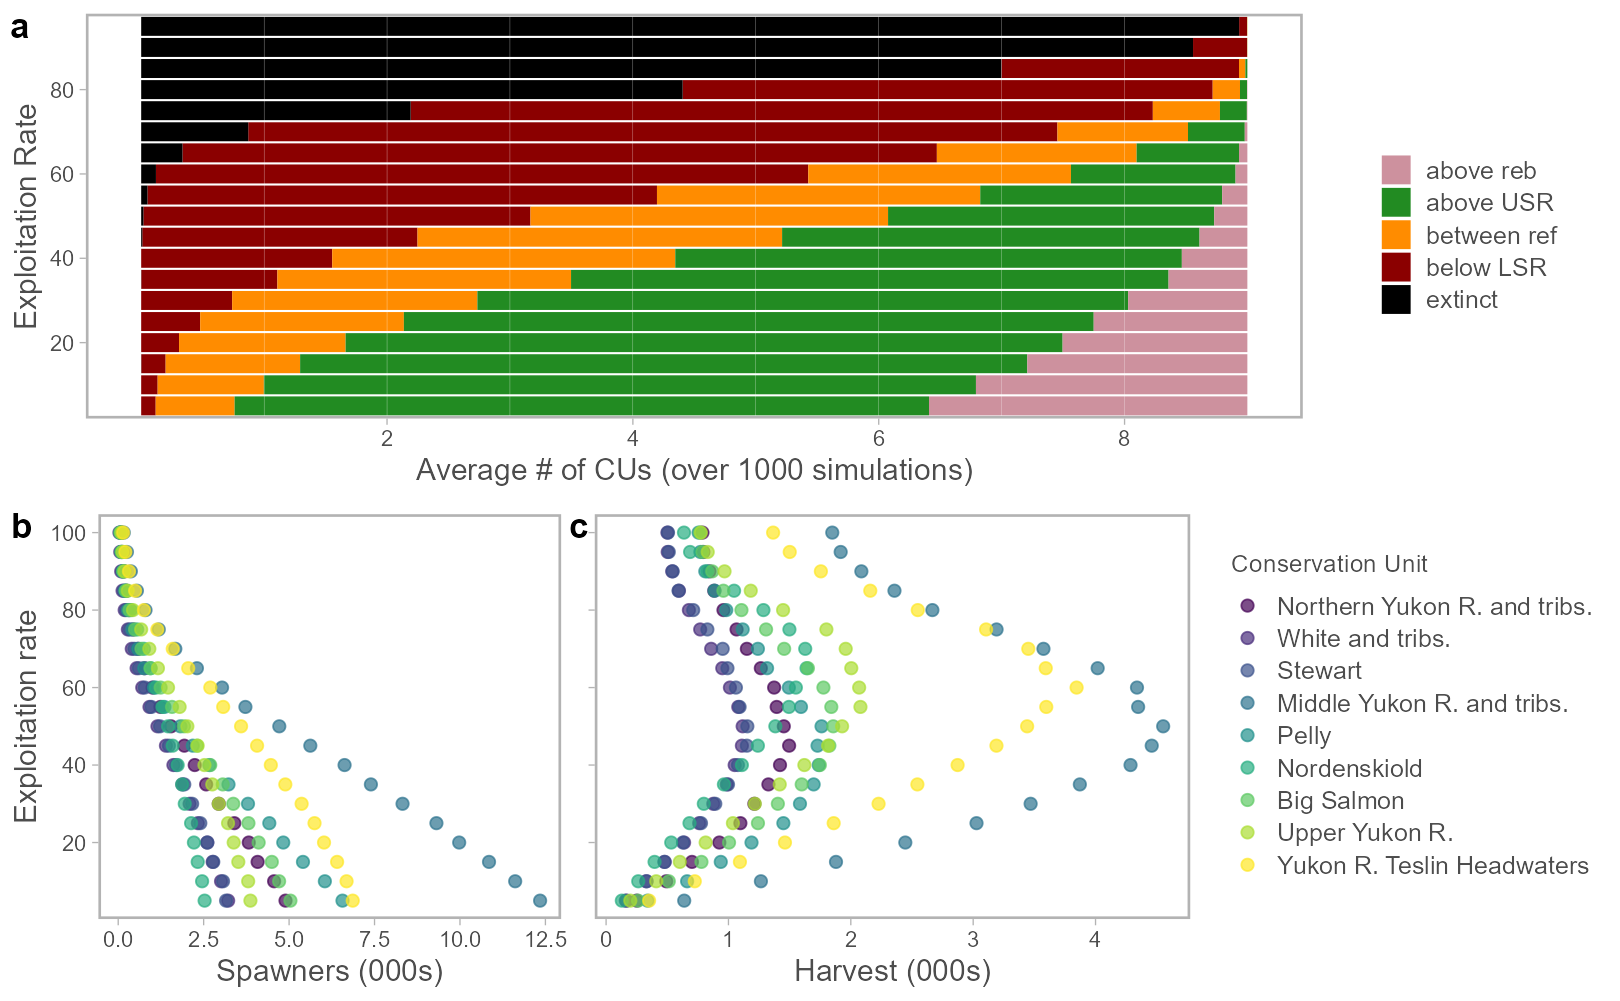 a
Exploitation Rate
80
60
40
20
2 4 6 8
Average # of CUs (over 1000 simulations)
above reb
above USR
between ref
below LSR
extinct
b
Exploitation rate
100
80
60
40
20
0.0 2.5 5.0 7.5 10.0 12.5
Spawners (000s)
c
0 1 2 3 4
Harvest (000s)
Conservation Unit
Northern Yukon R. and tribs.
White and tribs.
Stewart
Middle Yukon R. and tribs.
Pelly
Nordenskiold
Big Salmon
Upper Yukon R.
Yukon R. Teslin Headwaters